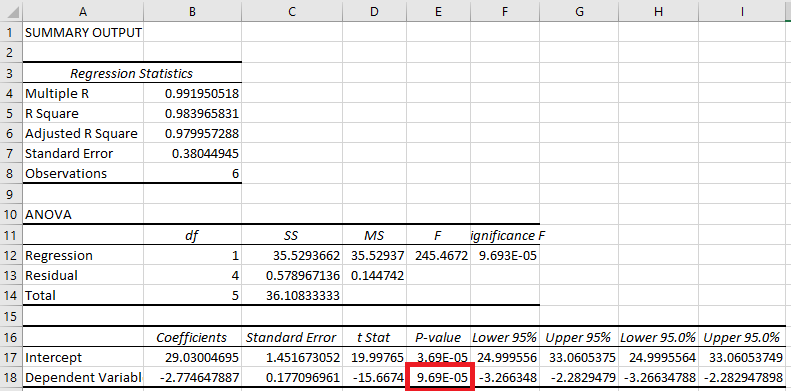 A B C D E F G H I
1 SUMMARY OUTPUT
2
3 Regression Statistics
4 Multiple R 0.991950518
5 R Square 0.983965831
6 Adjusted R Square 0.979957288
7 Standard Error 0.38044945
8 Observations 6
9
10 ANOVA
11 df SS MS F ignificance F
12 Regression 1 35.5293662 35.52937 245.4672 9.693E-05
13 Residual 4 0.578967136 0.144742
14 Total 5 36.10833333
15
16 Coefficients Standard Error t Stat P-value Lower 95% Upper 95% Lower 95.0% Upper 95.0%
17 Intercept 29.03004695 1.451673052 19.99765 3.69E-05 24.999556 33.0605375 24.9995564 33.06053749
18 Dependent Variabl -2.774647887 0.177096961 -15.6674 9.69E-05 -3.266348 -2.2829479 -3.26634788 -2.282947898